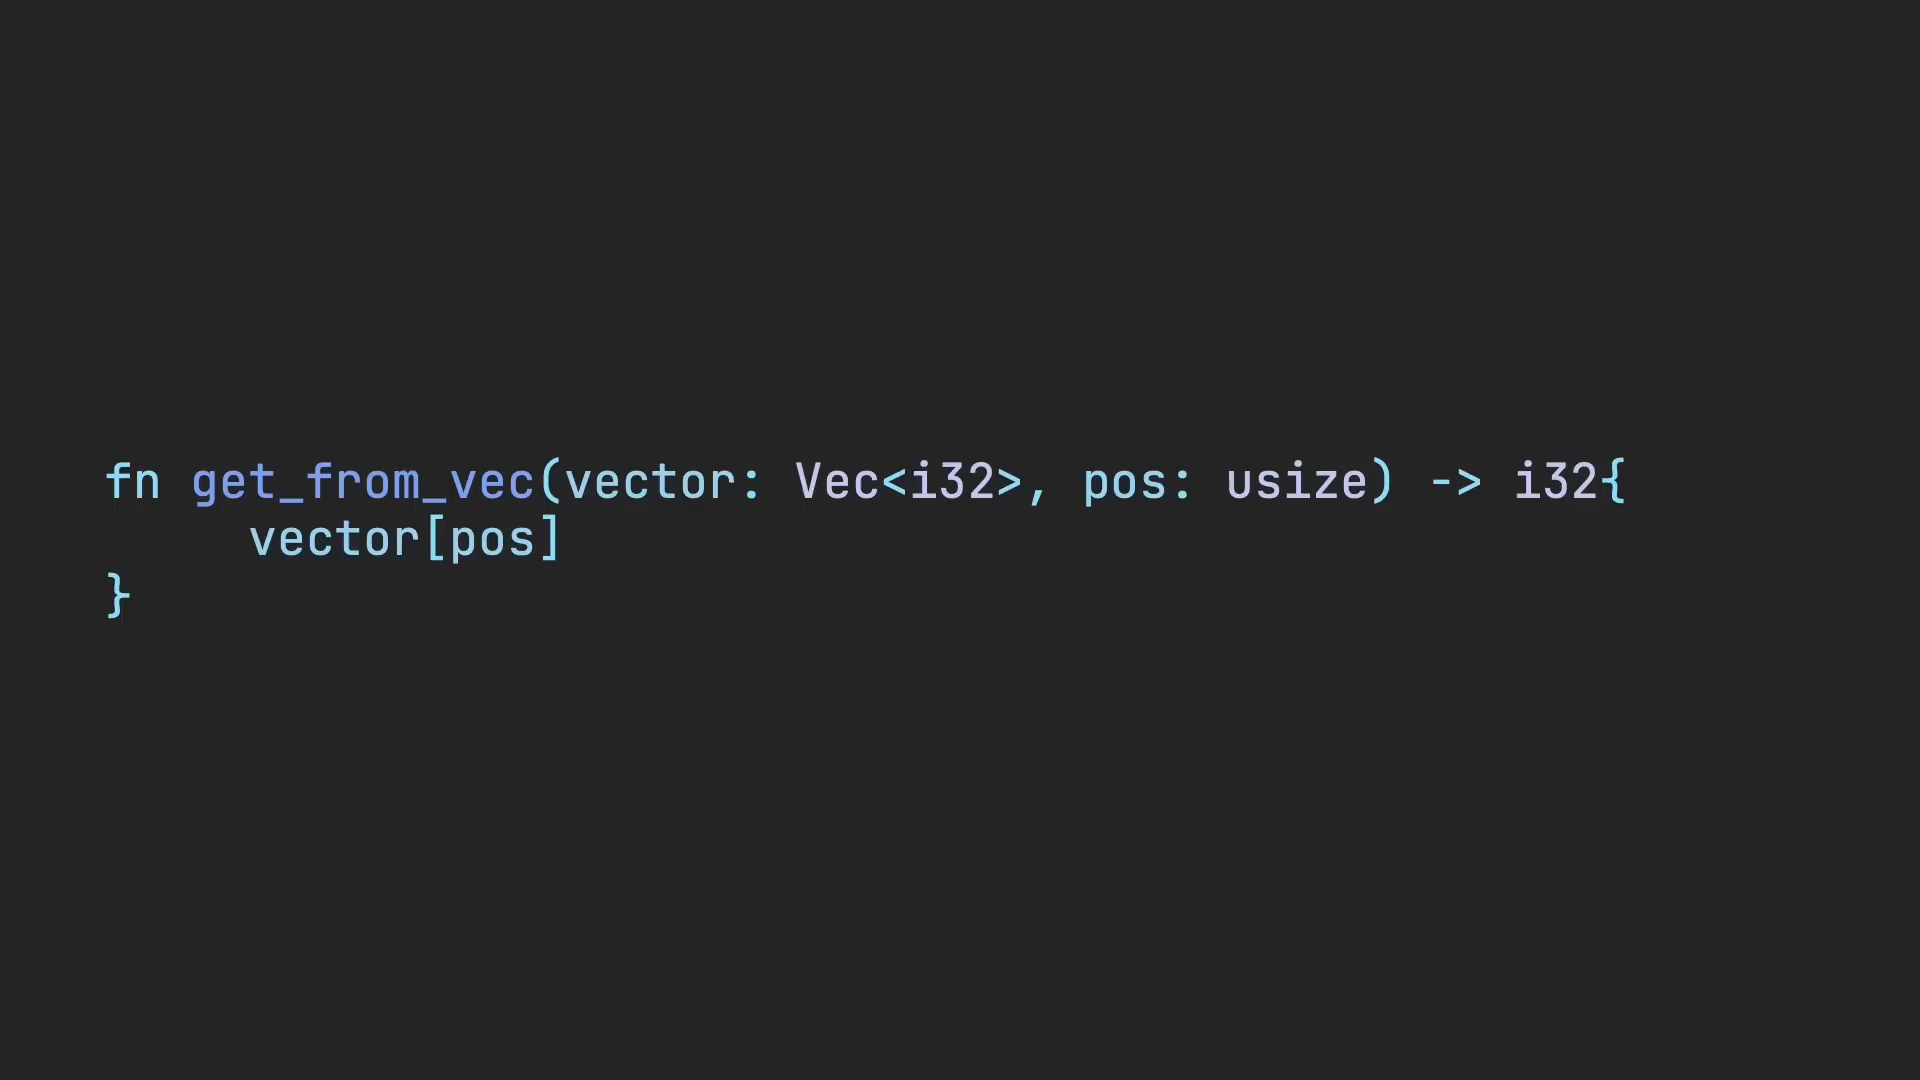 fn get_from_vec(vector: Vec<i32>, pos: usize) -> i32{
     vector[pos]
}